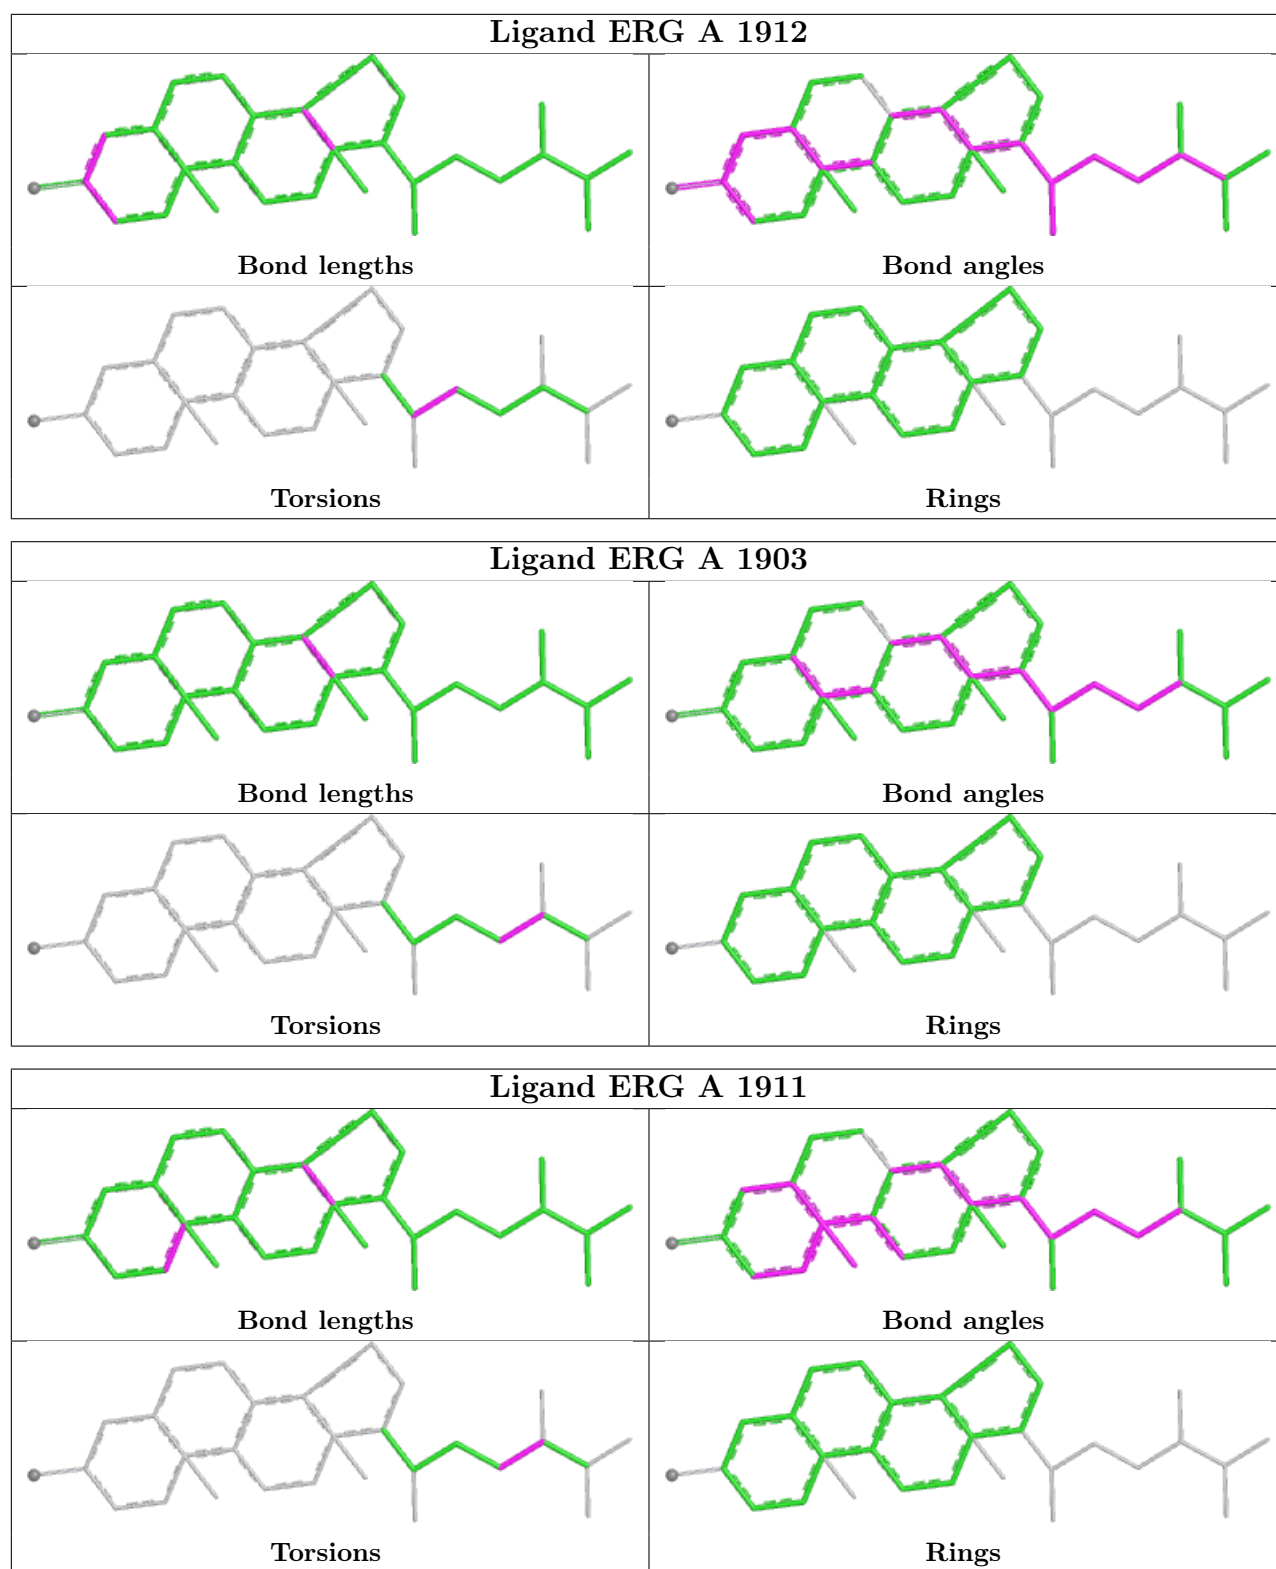 Ligand ERG A 1912
Bond lengths
Bond angles
Torsions
Rings
Ligand ERG A 1903
Bond lengths
Bond angles
Torsions
Rings
Ligand ERG A 1911
Bond lengths
Bond angles
Torsions
Rings